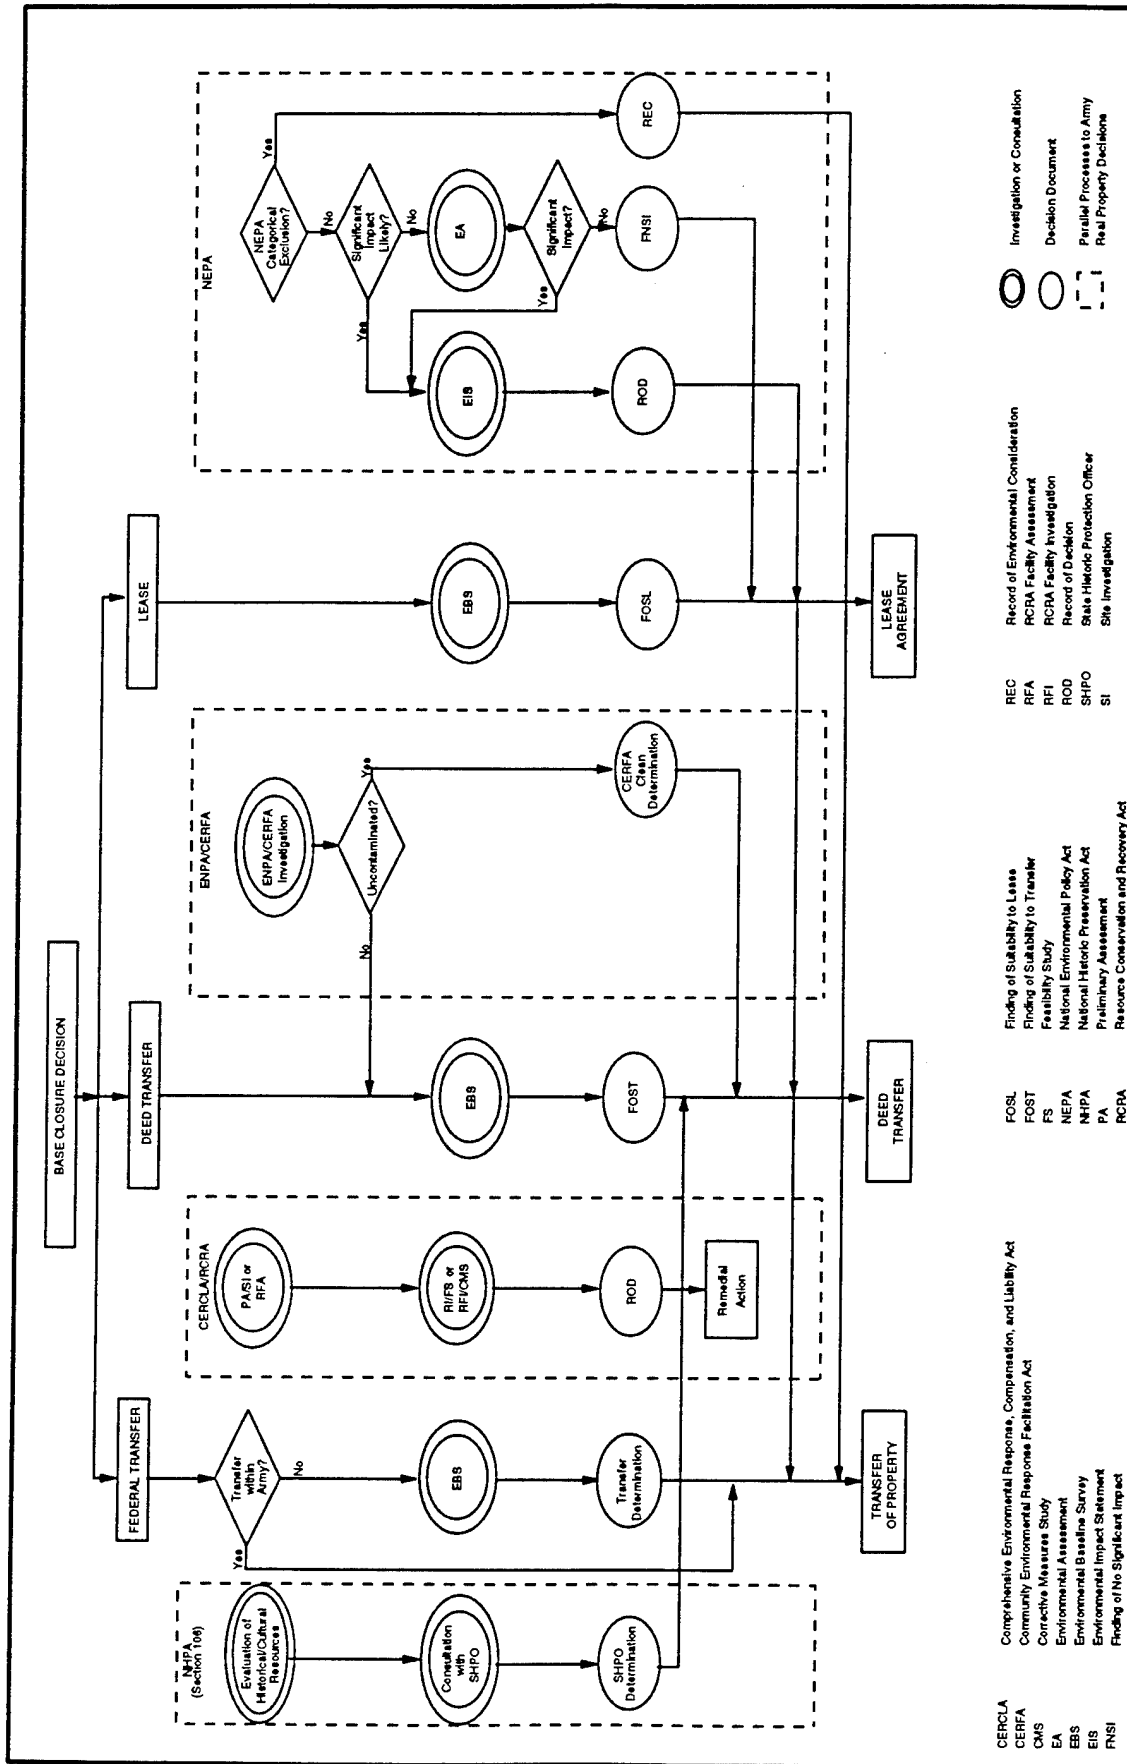 BASE CLOSURE DECISION
FEDERAL TRANSFER
DEED TRANSFER
LEASE
NHPA
(Section 106)
Evaluation of
Historical/Cultural
Resources
Consultation
with
SHPO
SHPO
Determination
Transfer
within
Army?
Yes
No
EBS
Transfer
Determination
TRANSFER
OF PROPERTY
CERCLA/RCRA
PA/SI or
RFA
RI/FS or
RFI/CMS
ROD
Remedial
Action
EBS
FOST
DEED
TRANSFER
ENPA/CERFA
ENPA/CERFA
Investigation
Uncontaminated?
No
Yes
CERFA
Clean
Determination
EBS
FOSL
LEASE
AGREEMENT
NEPA
NEPA
Categorical
Exclusion?
Yes
No
Significant
Impact
Likely?
Yes
No
EIS
EA
Significant
Impact?
Yes
No
ROD
FNSI
REC
CERCLA Comprehensive Environmental Response, Compensation, and Liability Act
CERFA Community Environmental Response Facilitation Act
CMS Corrective Measures Study
EA Environmental Assessment
EBS Environmental Baseline Survey
EIS Environmental Impact Statement
FNSI Finding of No Significant Impact
FOSL Finding of Suitability to Lease
FOST Finding of Suitability to Transfer
FS Feasibility Study
NEPA National Environmental Policy Act
NHPA National Historic Preservation Act
PA Preliminary Assessment
RCRA Resource Conservation and Recovery Act
REC Record of Environmental Consideration
RFA RCRA Facility Assessment
RFI RCRA Facility Investigation
ROD Record of Decision
SHPO State Historic Protection Officer
SI Site Investigation
Investigation or Consultation
Decision Document
Parallel Processes to Army
Real Property Decisions